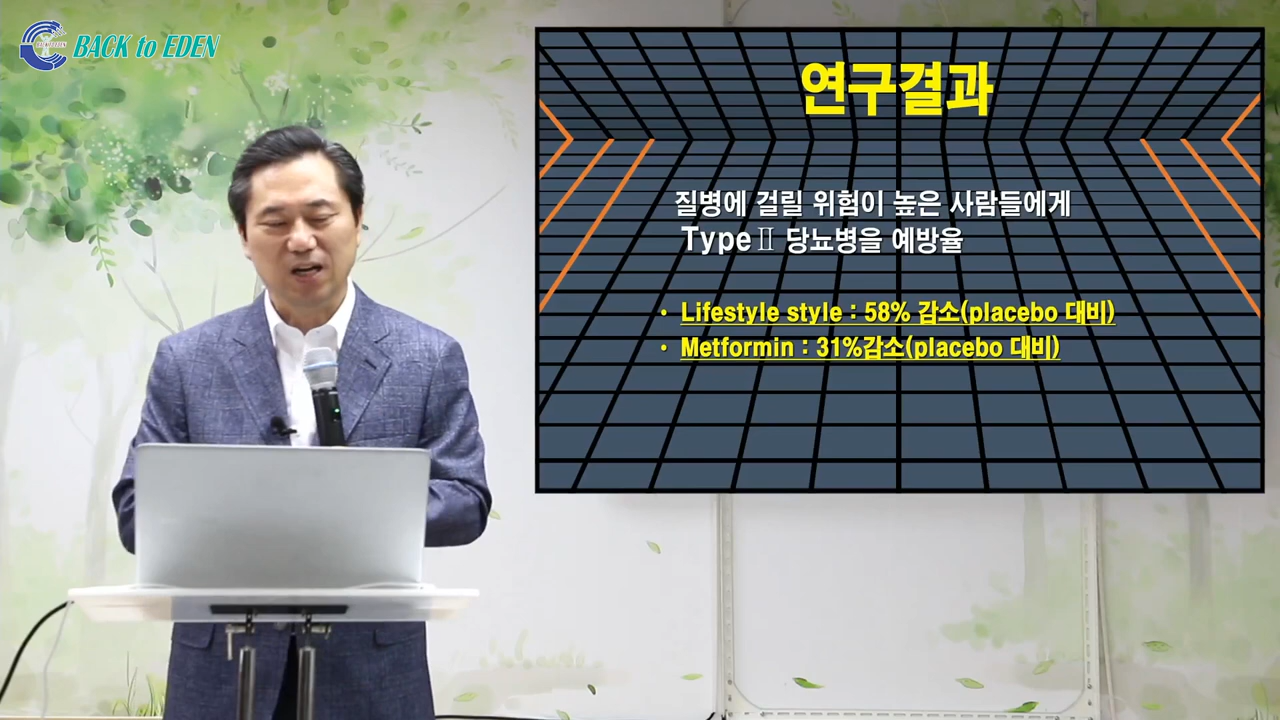 BACK to EDEN
연구결과
질병에 걸릴 위험이 높은 사람들에게
Type Ⅱ 당뇨병을 예방율
• Lifestyle style : 58% 감소(placebo 대비)
• Metformin : 31%감소(placebo 대비)